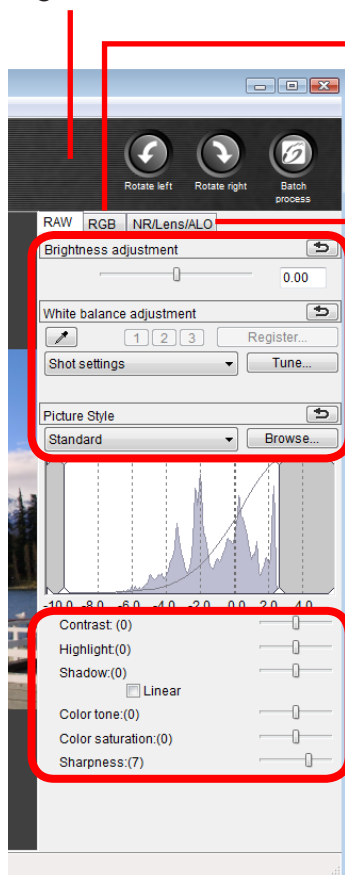 Rotate left Rotate right Batch
process
RAW RGB NR/Lens/ALO
Brightness adjustment
0.00
White balance adjustment
1 2 3 Register...
Shot settings Tune...
Picture Style
Standard Browse...
-10.0 -8.0 -6.0 -4.0 -2.0 0.0 2.0 4.0
Contrast: (0)
Highlight:(0)
Shadow:(0)
Linear
Color tone:(0)
Color saturation:(0)
Sharpness:(7)